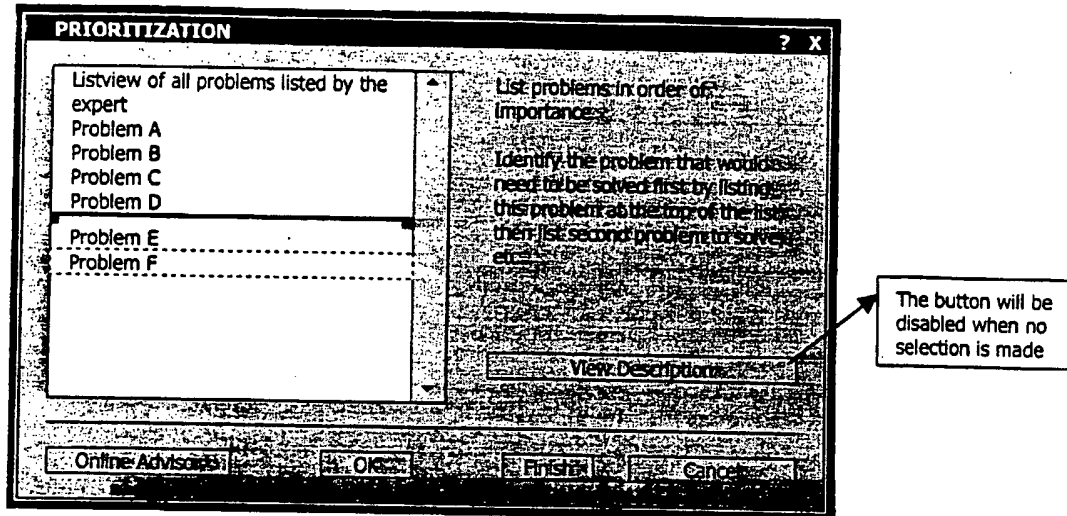 PRIORITIZATION
? X
Listview of all problems listed by the
expert
Problem A
Problem B
Problem C
Problem D
Problem E
Problem F
List problems in order of
importance
Identify the problem that would
need to be solved first by listing
this problem at the top of the list,
then list second problem to solve,
etc.
View Descriptions
The button will be
disabled when no
selection is made
Online Advisor
OK
Finish
Cancel